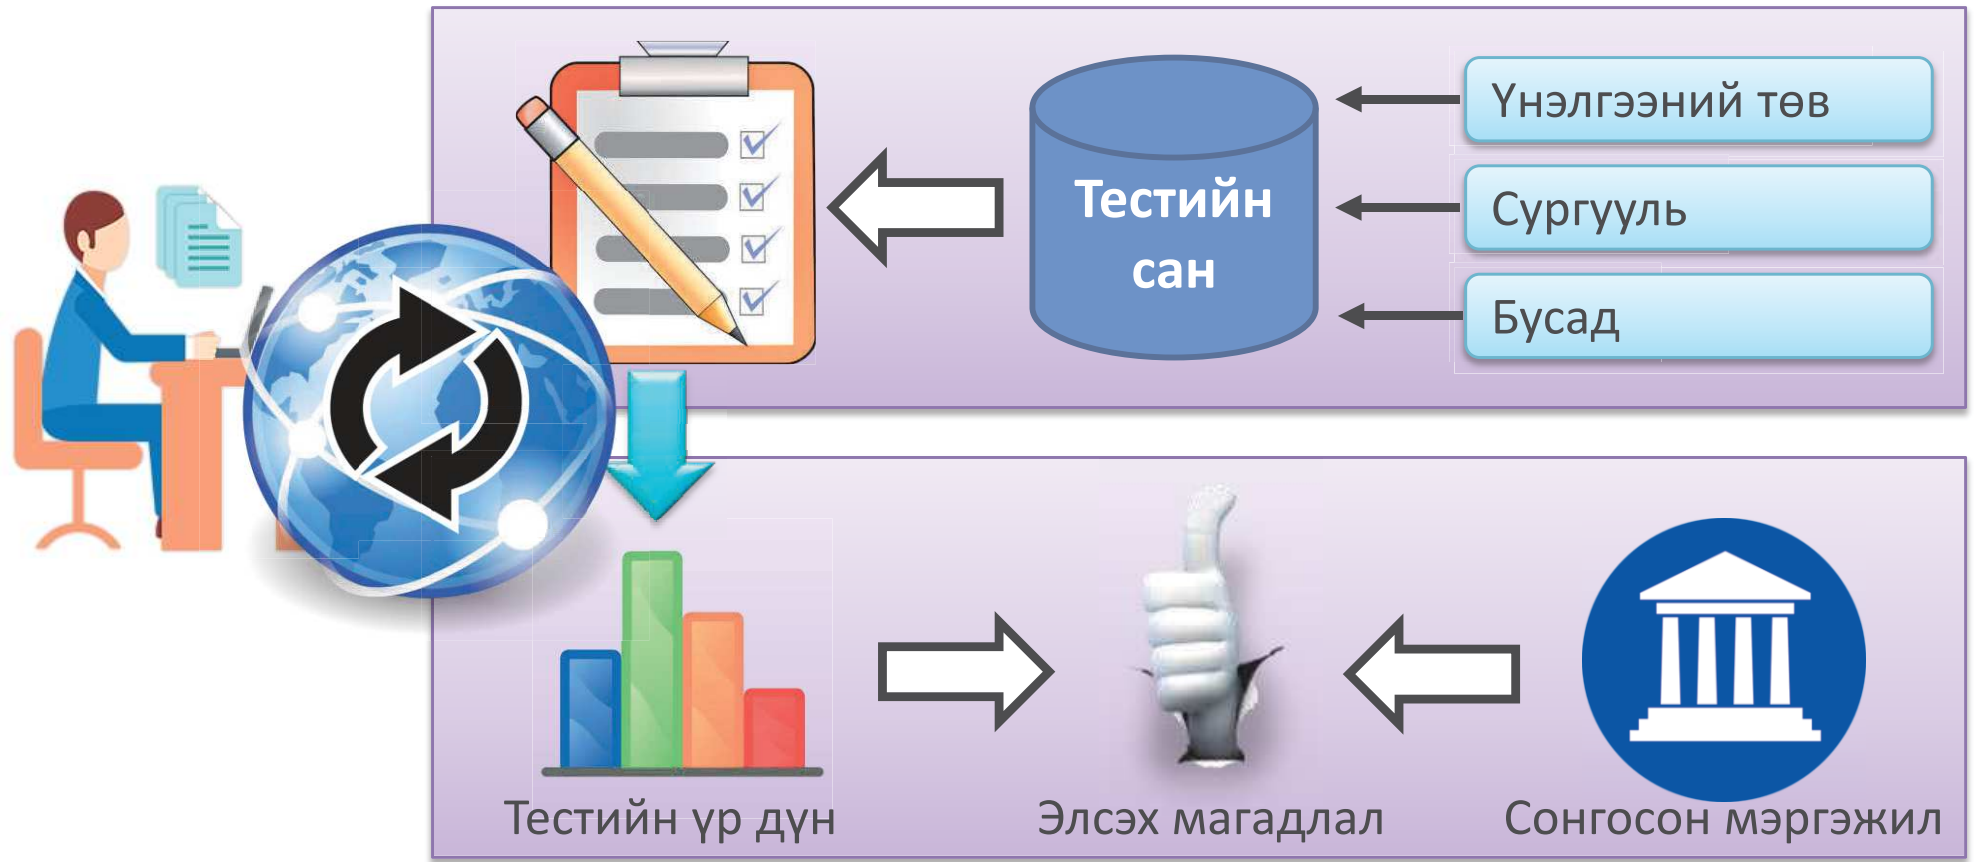 Үнэлгээний төв
Сургууль
Бусад
Тестийн
сан
Тестийн үр дүн
Элсэх магадлал
Сонгосон мэргэжил